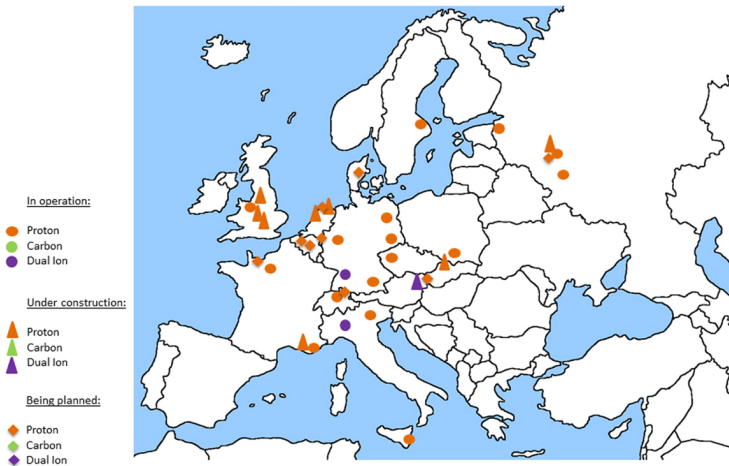 In operation:
Proton
Carbon
Dual Ion
Under construction:
Proton
Carbon
Dual Ion
Being planned:
Proton
Carbon
Dual Ion